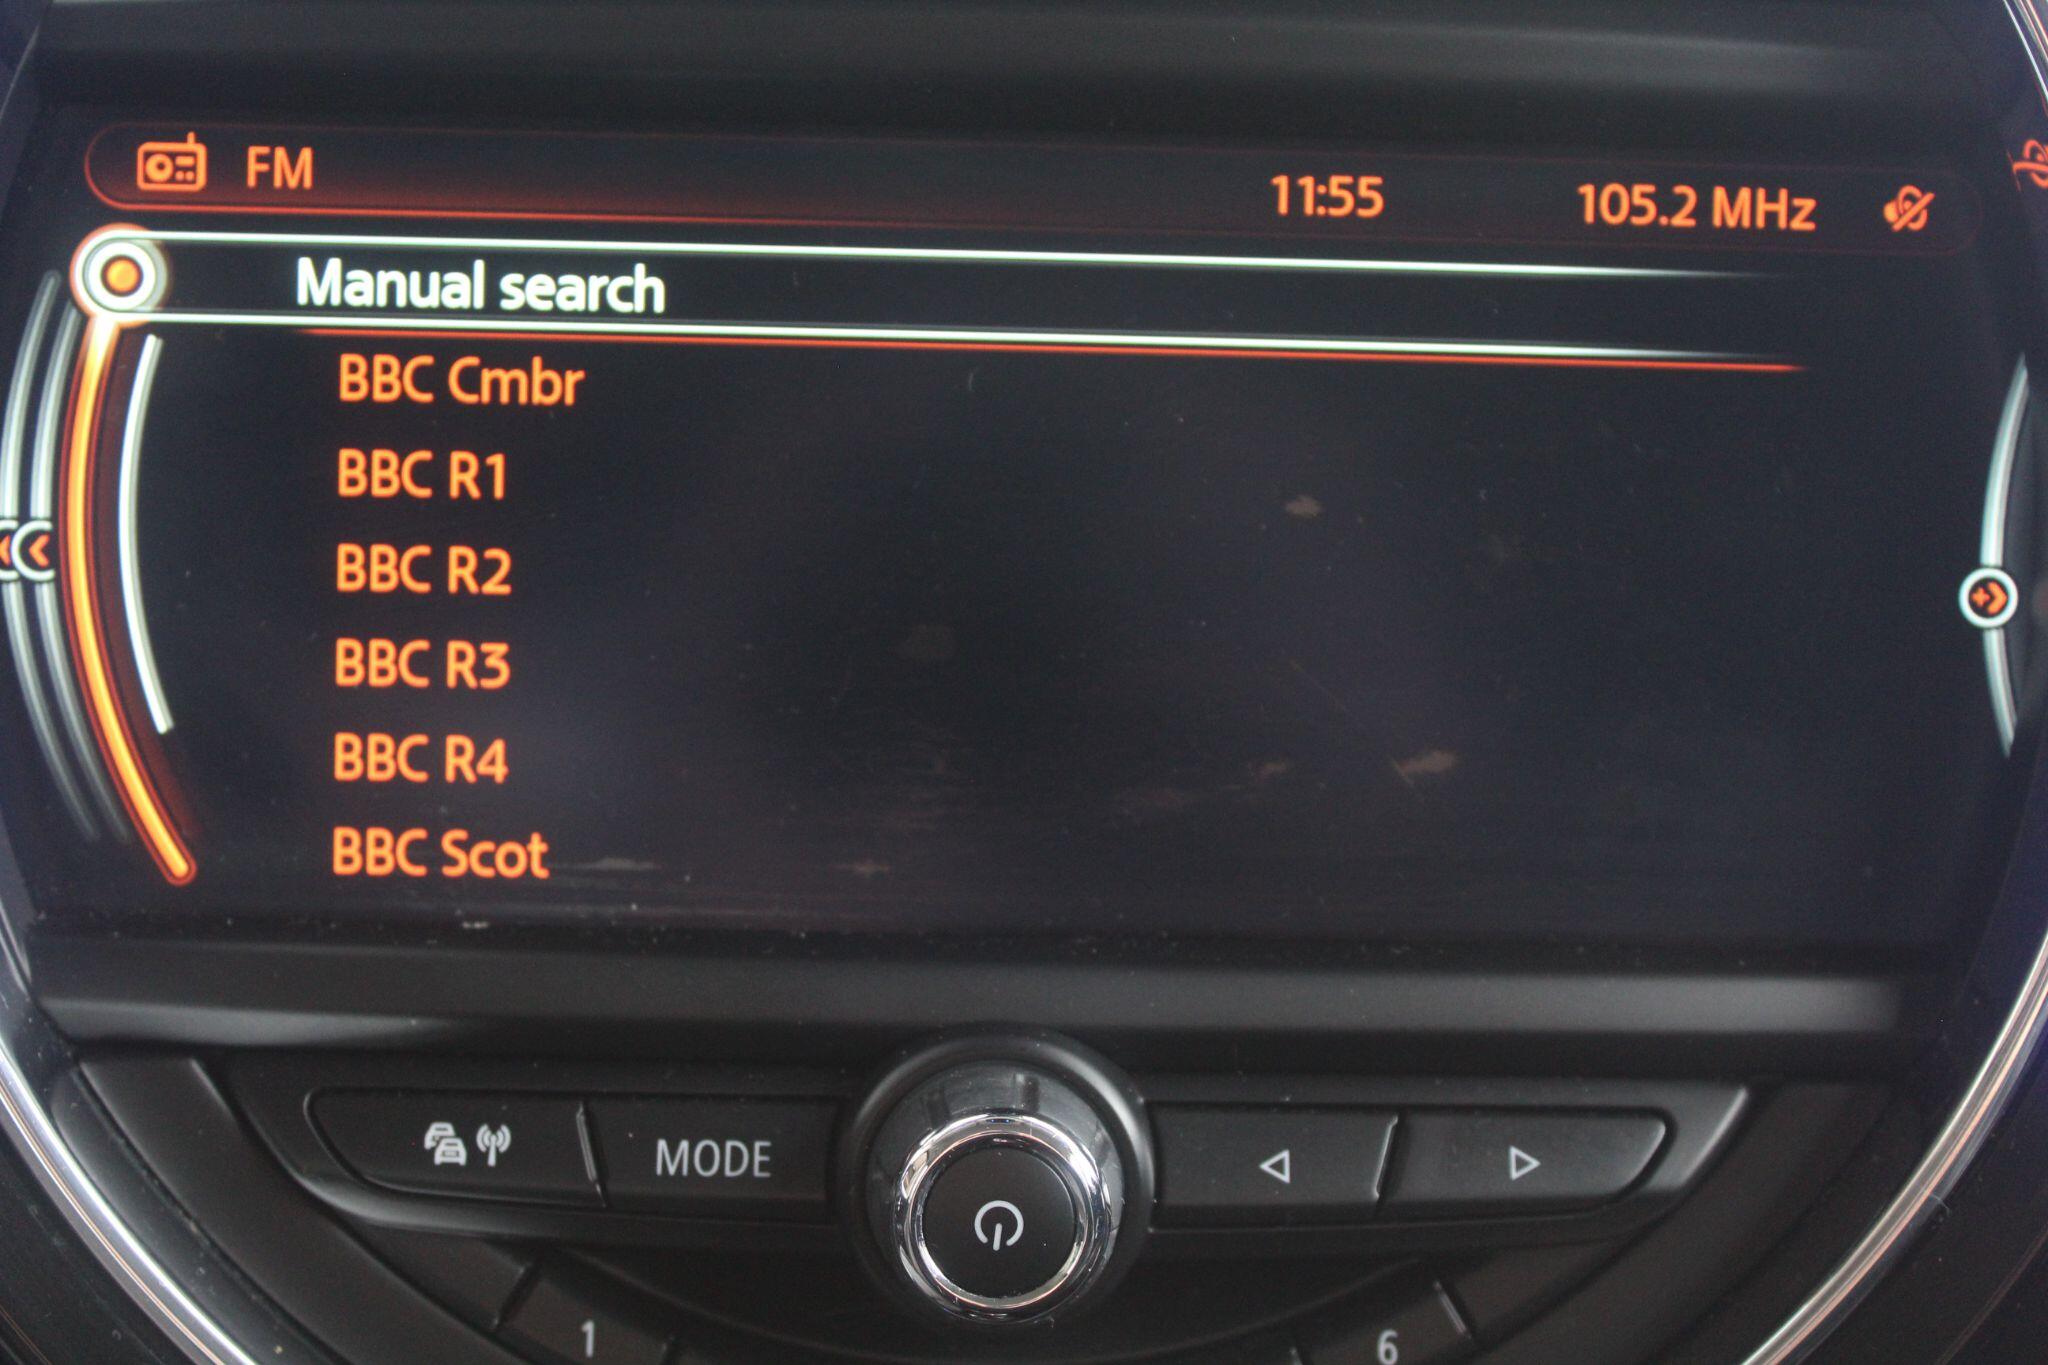 FM 11:55 105.2 MHz
Manual search
BBC Cmbr
BBC R1
BBC R2
BBC R3
BBC R4
BBC Scot
MODE
1 6